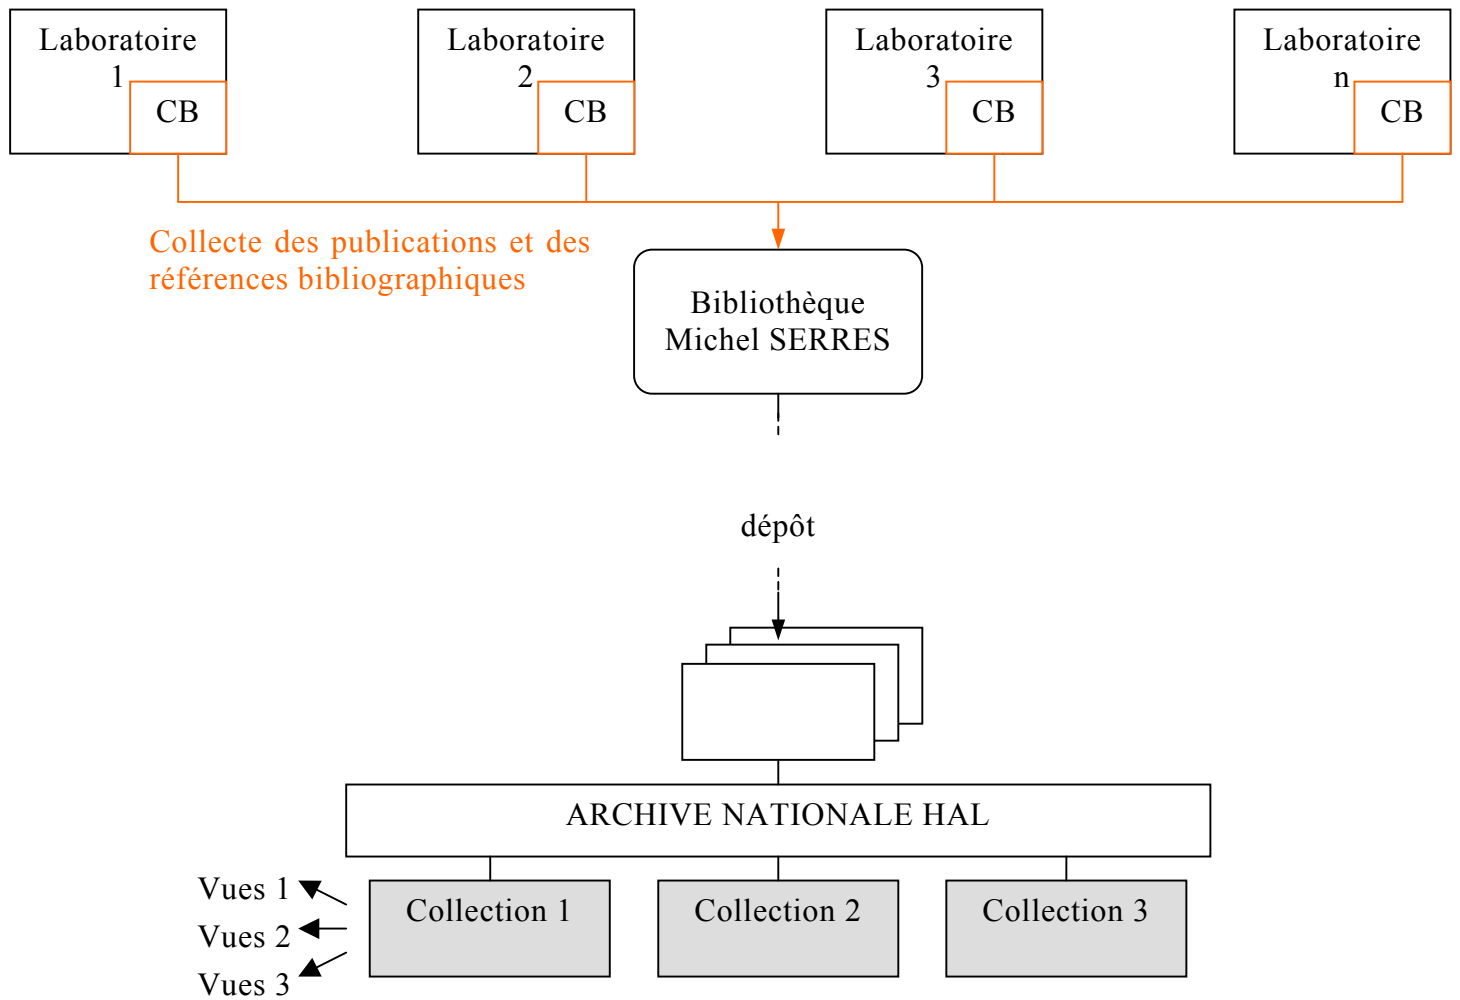 Laboratoire
1
CB
Laboratoire
2
CB
Laboratoire
3
CB
Laboratoire
n
CB
Collecte des publications et des
références bibliographiques
Bibliothèque
Michel SERRES
dépôt
ARCHIVE NATIONALE HAL
Vues 1
Vues 2
Vues 3
Collection 1
Collection 2
Collection 3